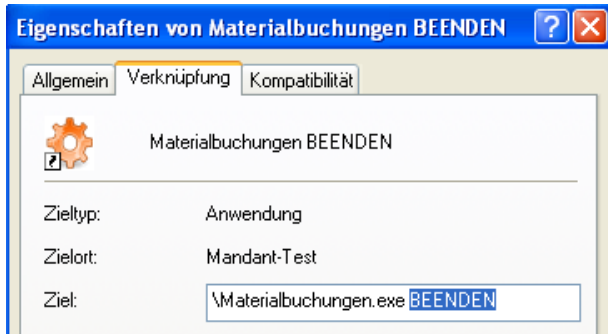 Eigenschaften von Materialbuchungen BEENDEN ? X
Allgemein Verknüpfung Kompatibilität
Materialbuchungen BEENDEN
Zieltyp: Anwendung
Zielort: Mandant-Test
Ziel: \Materialbuchungen.exe BEENDEN